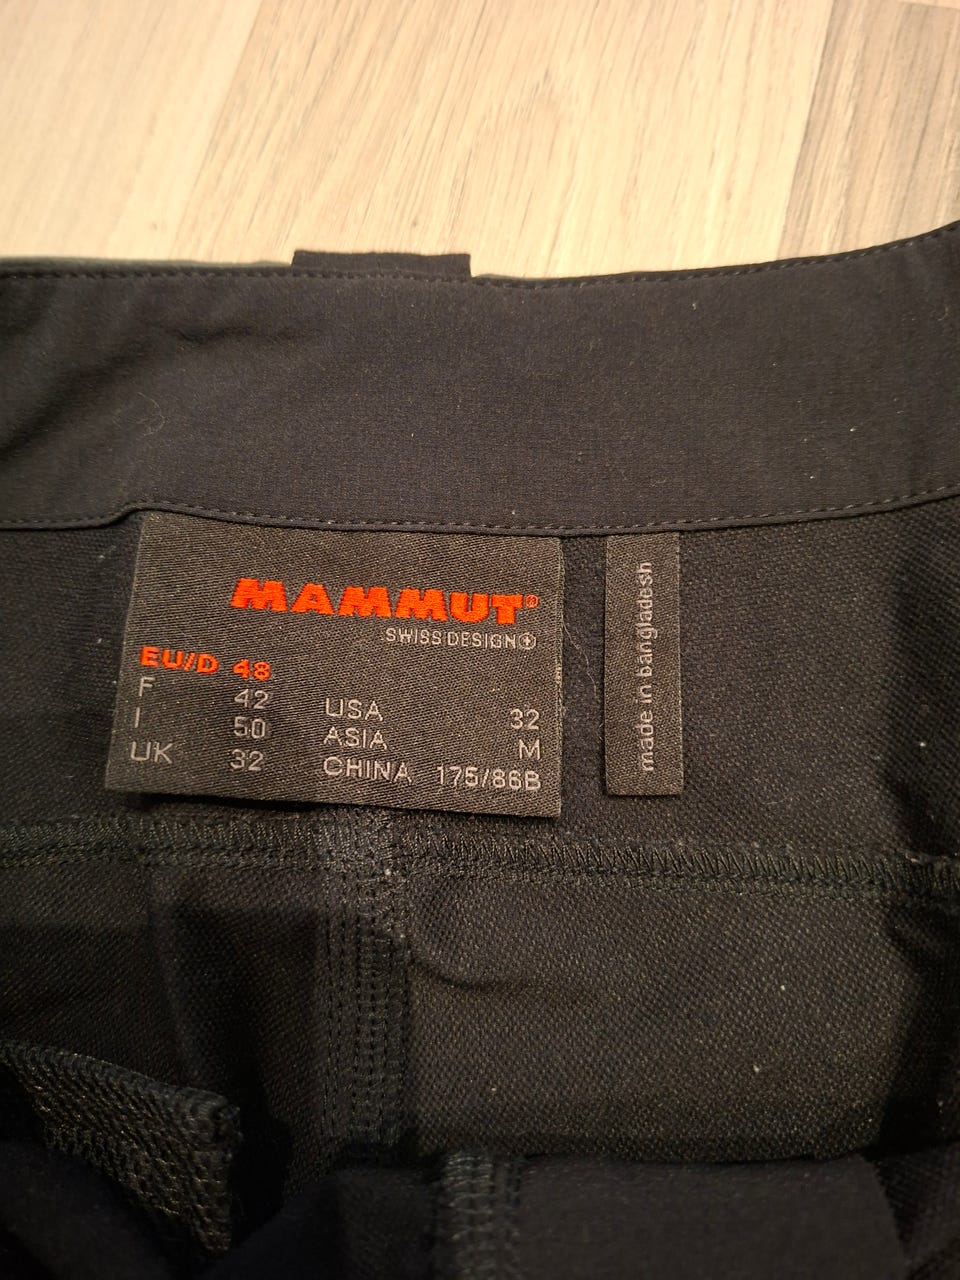 MAMMUT®
SWISS DESIGN
EU/D 48
F 42
I 50
UK 32
USA 32
ASIA M
CHINA 175/86B
made in bangladesh